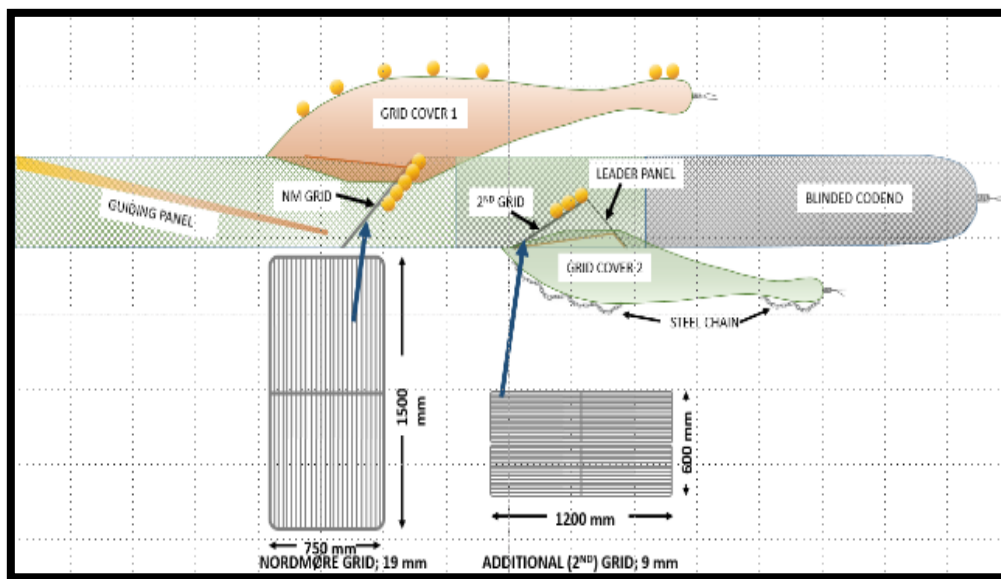 GRID COVER 1
LEADER PANEL
NM GRID
2ND GRID
BLINDED CODEND
GUIDING PANEL
GRID COVER 2
STEEL CHAIN
1500 mm
600 mm
1200 mm
750 mm
NORDMØRE GRID; 19 mm
ADDITIONAL (2ND) GRID; 9 mm